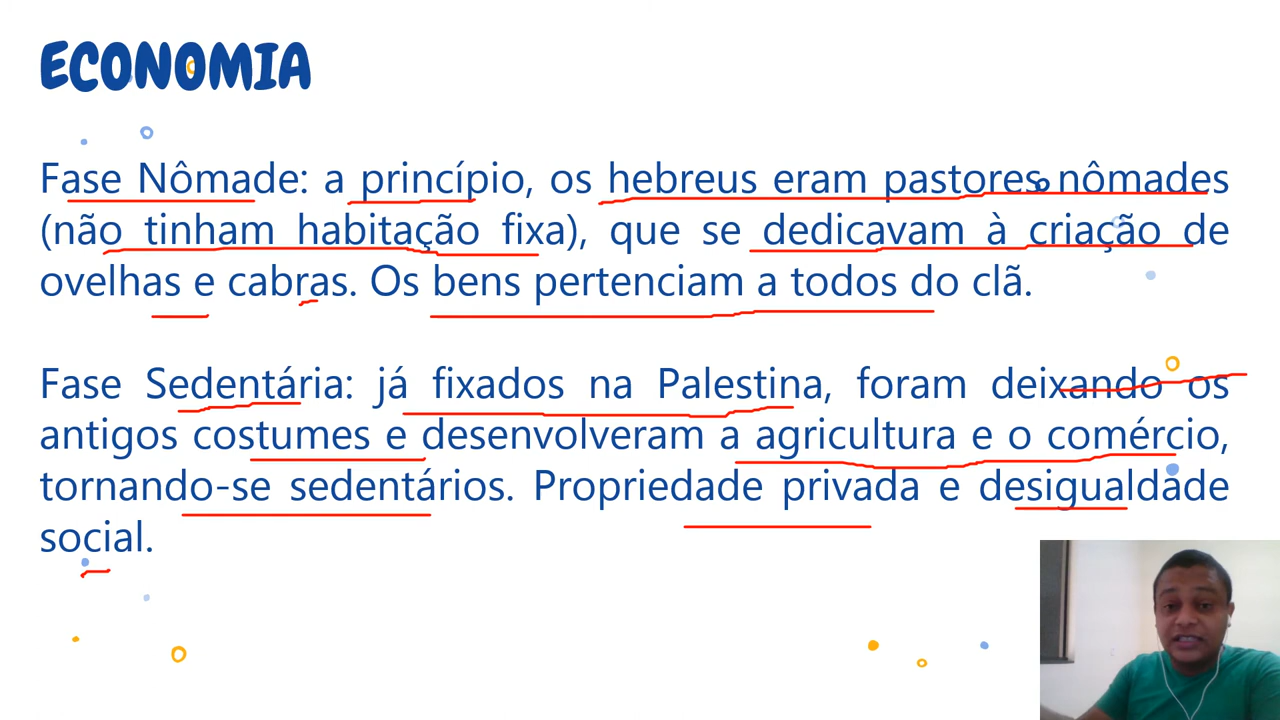 ECONOMIA
Fase Nômade: a princípio, os hebreus eram pastores nômades
(não tinham habitação fixa), que se dedicavam à criação de
ovelhas e cabras. Os bens pertenciam a todos do clã.
Fase Sedentária: já fixados na Palestina, foram deixando os
antigos costumes e desenvolveram a agricultura e o comércio,
tornando-se sedentários. Propriedade privada e desigualdade
social.